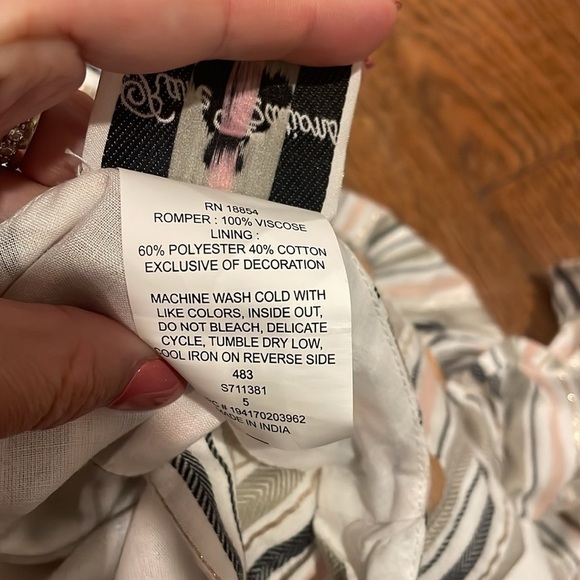 RN 18854
ROMPER : 100% VISCOSE
LINING :
60% POLYESTER 40% COTTON
EXCLUSIVE OF DECORATION
MACHINE WASH COLD WITH
LIKE COLORS, INSIDE OUT,
DO NOT BLEACH, DELICATE
CYCLE, TUMBLE DRY LOW,
COOL IRON ON REVERSE SIDE
483
S711381
5
# 194170203962
MADE IN INDIA